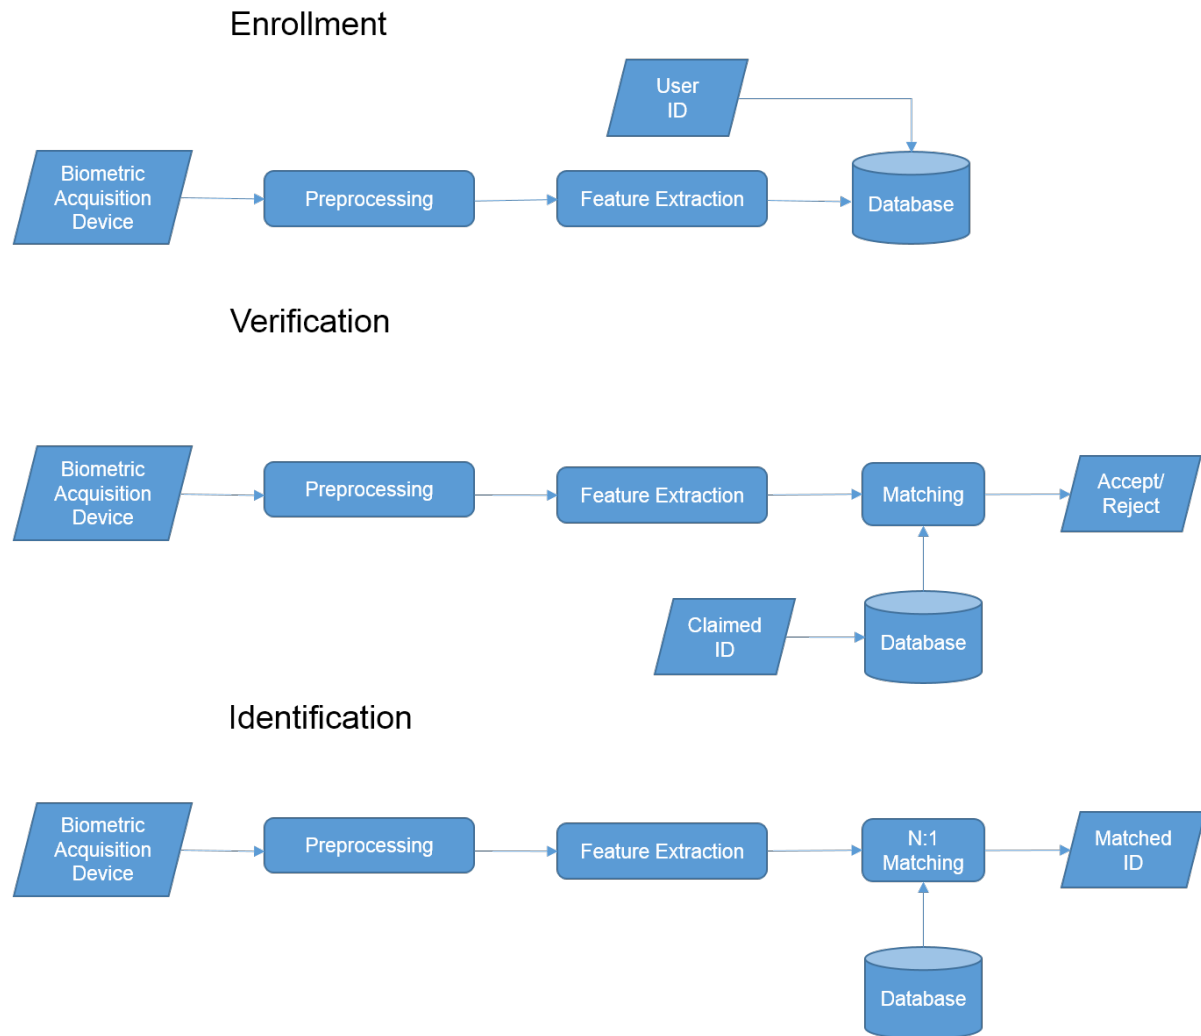 Enrollment
User
ID
Biometric
Acquisition
Device
Preprocessing
Feature Extraction
Database
Verification
Biometric
Acquisition
Device
Preprocessing
Feature Extraction
Matching
Accept/
Reject
Claimed
ID
Database
Identification
Biometric
Acquisition
Device
Preprocessing
Feature Extraction
N:1
Matching
Matched
ID
Database